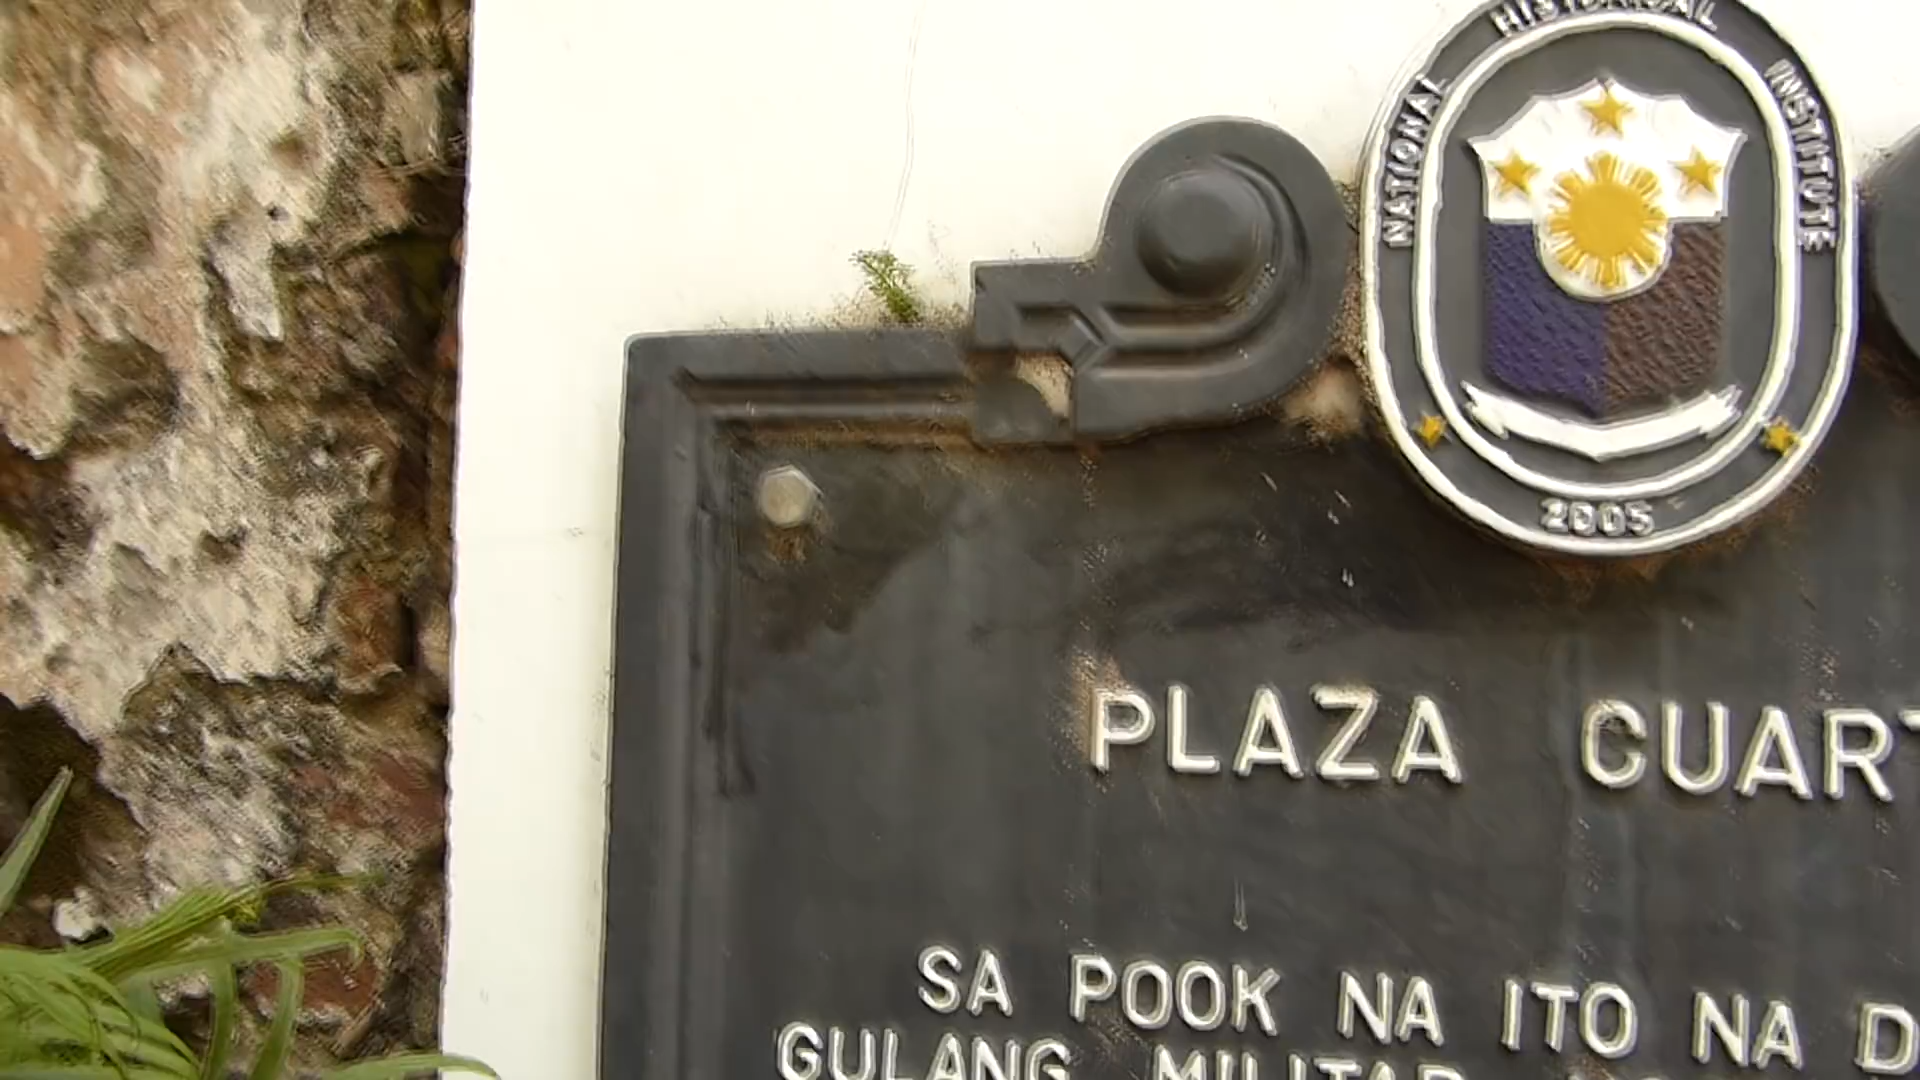 NATIONAL HISTORICAL INSTITUTE
2005
PLAZA CUART
SA POOK NA ITO NA D
GULANG MILITAR